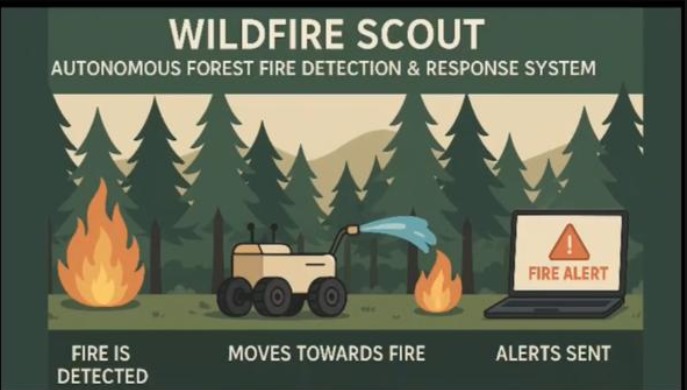 WILDFIRE SCOUT
AUTONOMOUS FOREST FIRE DETECTION & RESPONSE SYSTEM
FIRE ALERT
FIRE IS
DETECTED
MOVES TOWARDS FIRE
ALERTS SENT